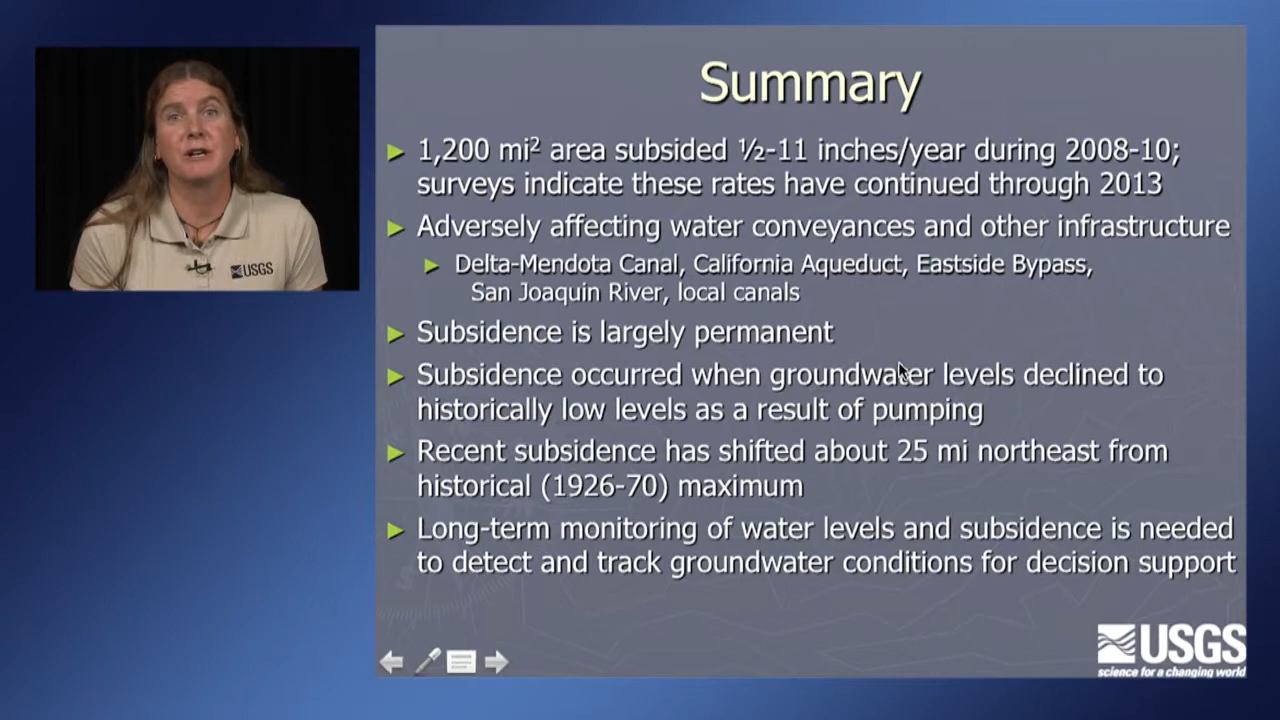 USGS
Summary
1,200 mi² area subsided ½-11 inches/year during 2008-10;
surveys indicate these rates have continued through 2013
Adversely affecting water conveyances and other infrastructure
Delta-Mendota Canal, California Aqueduct, Eastside Bypass,
San Joaquin River, local canals
Subsidence is largely permanent
Subsidence occurred when groundwater levels declined to
historically low levels as a result of pumping
Recent subsidence has shifted about 25 mi northeast from
historical (1926-70) maximum
Long-term monitoring of water levels and subsidence is needed
to detect and track groundwater conditions for decision support
USGS
science for a changing world